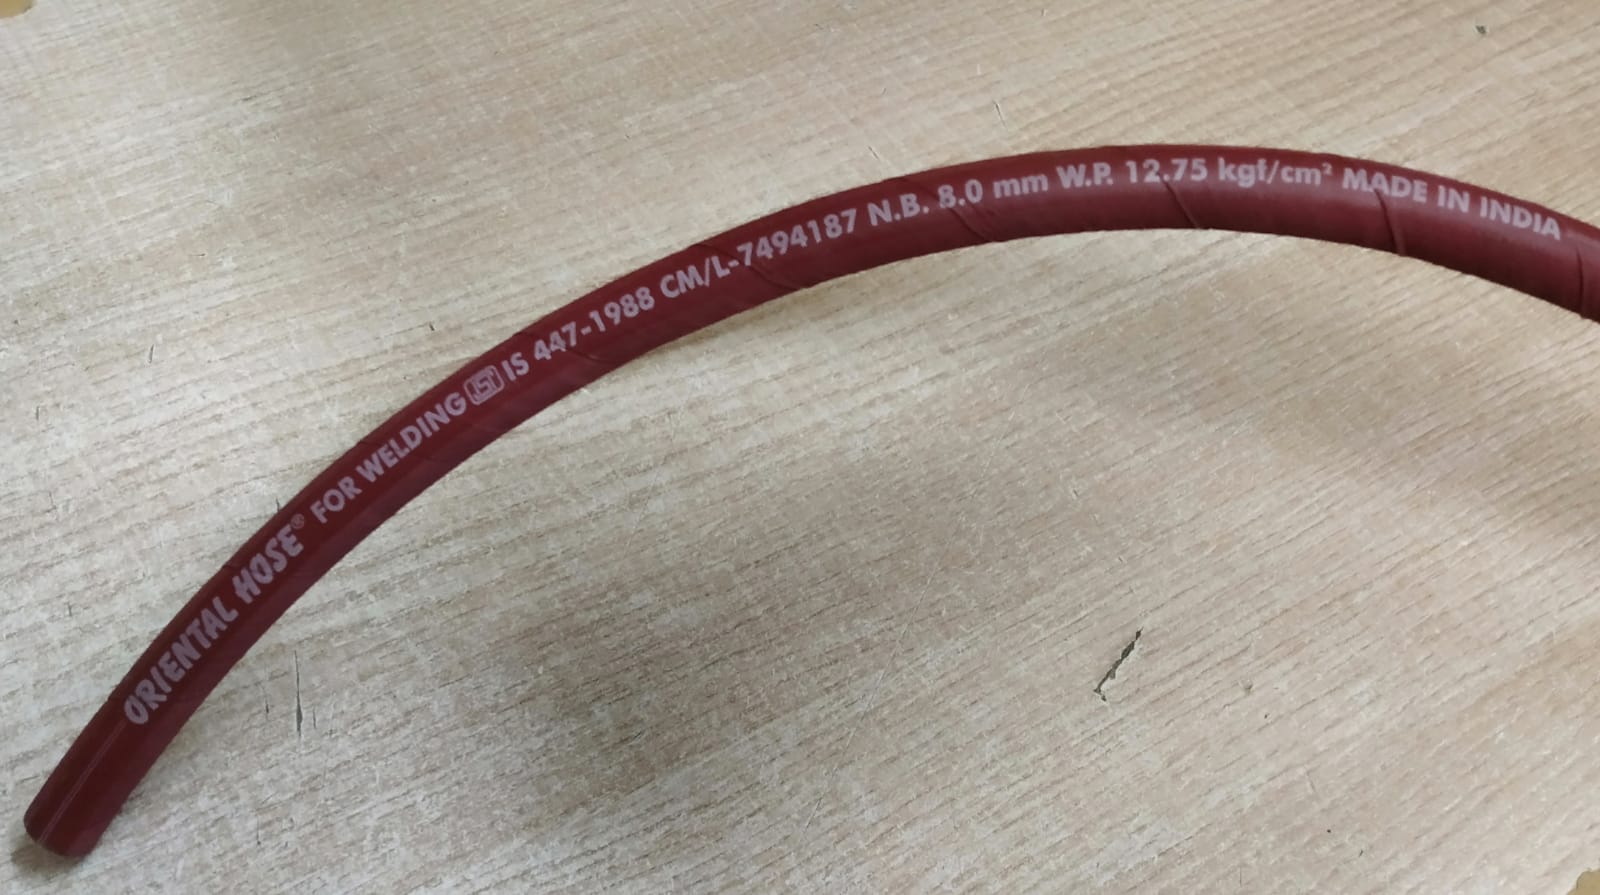 ORIENTAL HOSE® FOR WELDING ISI IS 447-1988 CM/L-7494187 N.B. 8.0 mm W.P. 12.75 kgf/cm² MADE IN INDIA